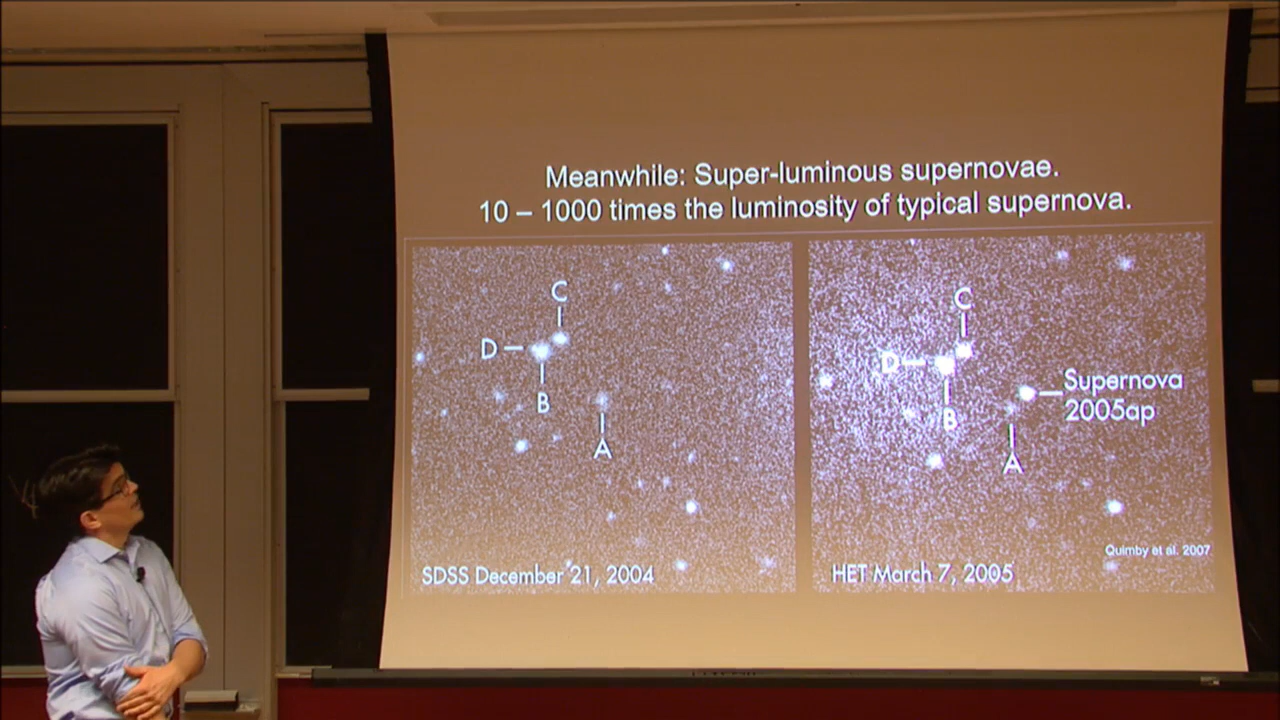 Meanwhile: Super-luminous supernovae.
10 – 1000 times the luminosity of typical supernova.
C
D
B
A
SDSS December 21, 2004
C
D
B
A
Supernova
2005ap
Quimby et al. 2007
HET March 7, 2005